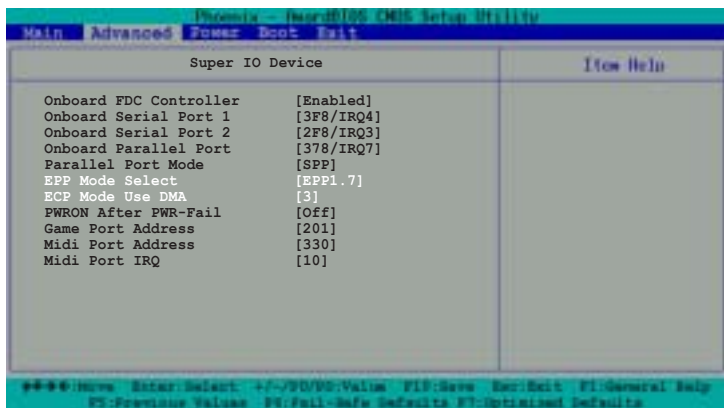 Phoenix - AwardBIOS CMOS Setup Utility
Main Advanced Power Boot Exit
Super IO Device Item Help
Onboard FDC Controller [Enabled]
Onboard Serial Port 1 [3F8/IRQ4]
Onboard Serial Port 2 [2F8/IRQ3]
Onboard Parallel Port [378/IRQ7]
Parallel Port Mode [SPP]
EPP Mode Select [EPP1.7]
ECP Mode Use DMA [3]
PWRON After PWR-Fail [Off]
Game Port Address [201]
Midi Port Address [330]
Midi Port IRQ [10]
:Move Enter:Select +/-/PU/PD:Value F10:Save Esc:Exit F1:General Help
F5:Previous Values F6:Fail-Safe Defaults F7:Optimized Defaults